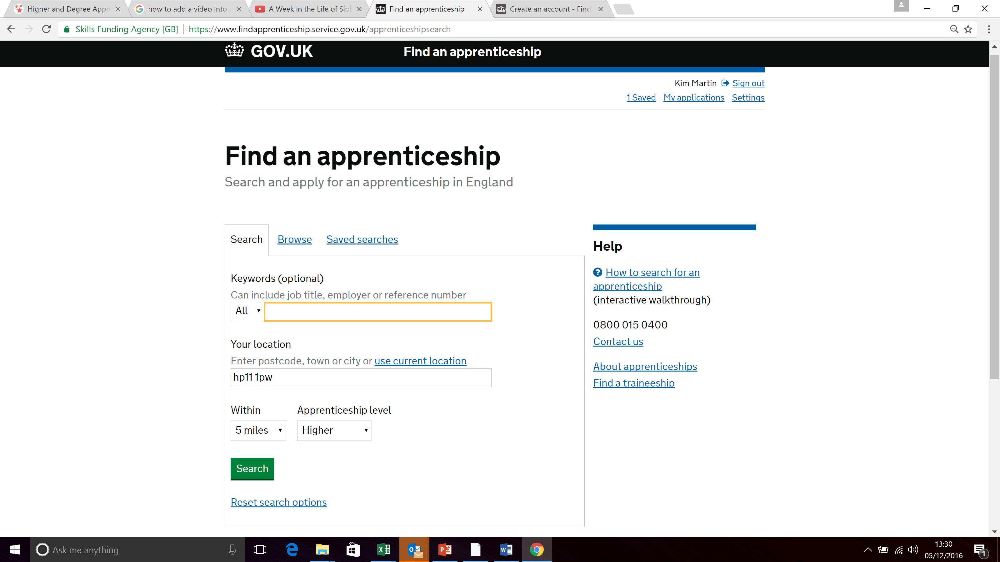 Higher and Degree Appr
how to add a video into a
A Week in the Life of Siob
Find an apprenticeship
Create an account - Find
Skills Funding Agency [GB] https://www.findapprenticeship.service.gov.uk/apprenticeshipsearch
GOV.UK Find an apprenticeship
Kim Martin Sign out
1 Saved My applications Settings
Find an apprenticeship
Search and apply for an apprenticeship in England
Search Browse Saved searches
Keywords (optional)
Can include job title, employer or reference number
All
Your location
Enter postcode, town or city or use current location
hp11 1pw
Within Apprenticeship level
5 miles Higher
Search
Reset search options
Help
How to search for an
apprenticeship
(interactive walkthrough)
0800 015 0400
Contact us
About apprenticeships
Find a traineeship
Ask me anything
13:30
05/12/2016
1